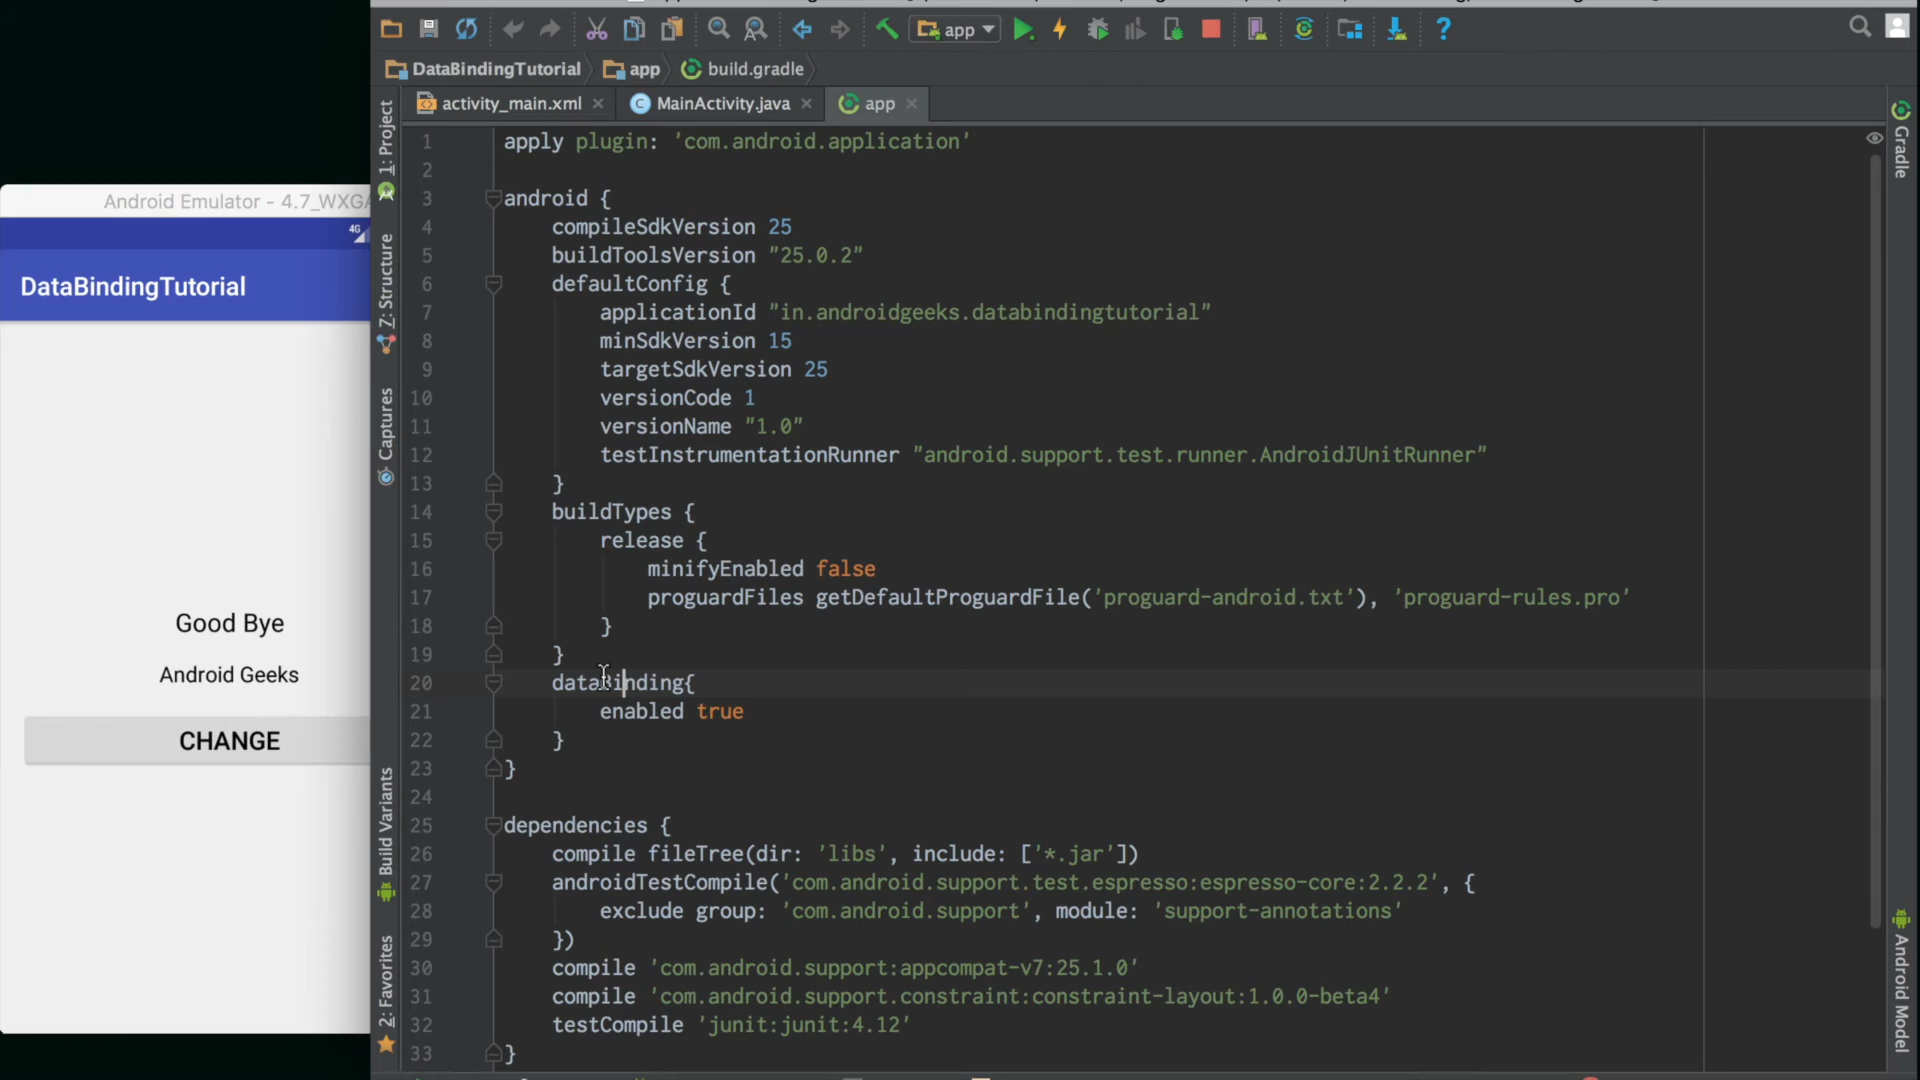 app
DataBindingTutorial
app
build.gradle
activity_main.xml
MainActivity.java
app
1: Project
Z: Structure
Captures
Build Variants
2: Favorites
Gradle
Android Model
Android Emulator - 4.7_WXGA
4G
DataBindingTutorial
Good Bye
Android Geeks
CHANGE
1 apply plugin: 'com.android.application'
2
3 android {
4 compileSdkVersion 25
5 buildToolsVersion "25.0.2"
6 defaultConfig {
7 applicationId "in.androidgeeks.databindingtutorial"
8 minSdkVersion 15
9 targetSdkVersion 25
10 versionCode 1
11 versionName "1.0"
12 testInstrumentationRunner "android.support.test.runner.AndroidJUnitRunner"
13 }
14 buildTypes {
15 release {
16 minifyEnabled false
17 proguardFiles getDefaultProguardFile('proguard-android.txt'), 'proguard-rules.pro'
18 }
19 }
20 dataBinding{
21 enabled true
22 }
23 }
24
25 dependencies {
26 compile fileTree(dir: 'libs', include: ['*.jar'])
27 androidTestCompile('com.android.support.test.espresso:espresso-core:2.2.2', {
28 exclude group: 'com.android.support', module: 'support-annotations'
29 })
30 compile 'com.android.support:appcompat-v7:25.1.0'
31 compile 'com.android.support.constraint:constraint-layout:1.0.0-beta4'
32 testCompile 'junit:junit:4.12'
33 }